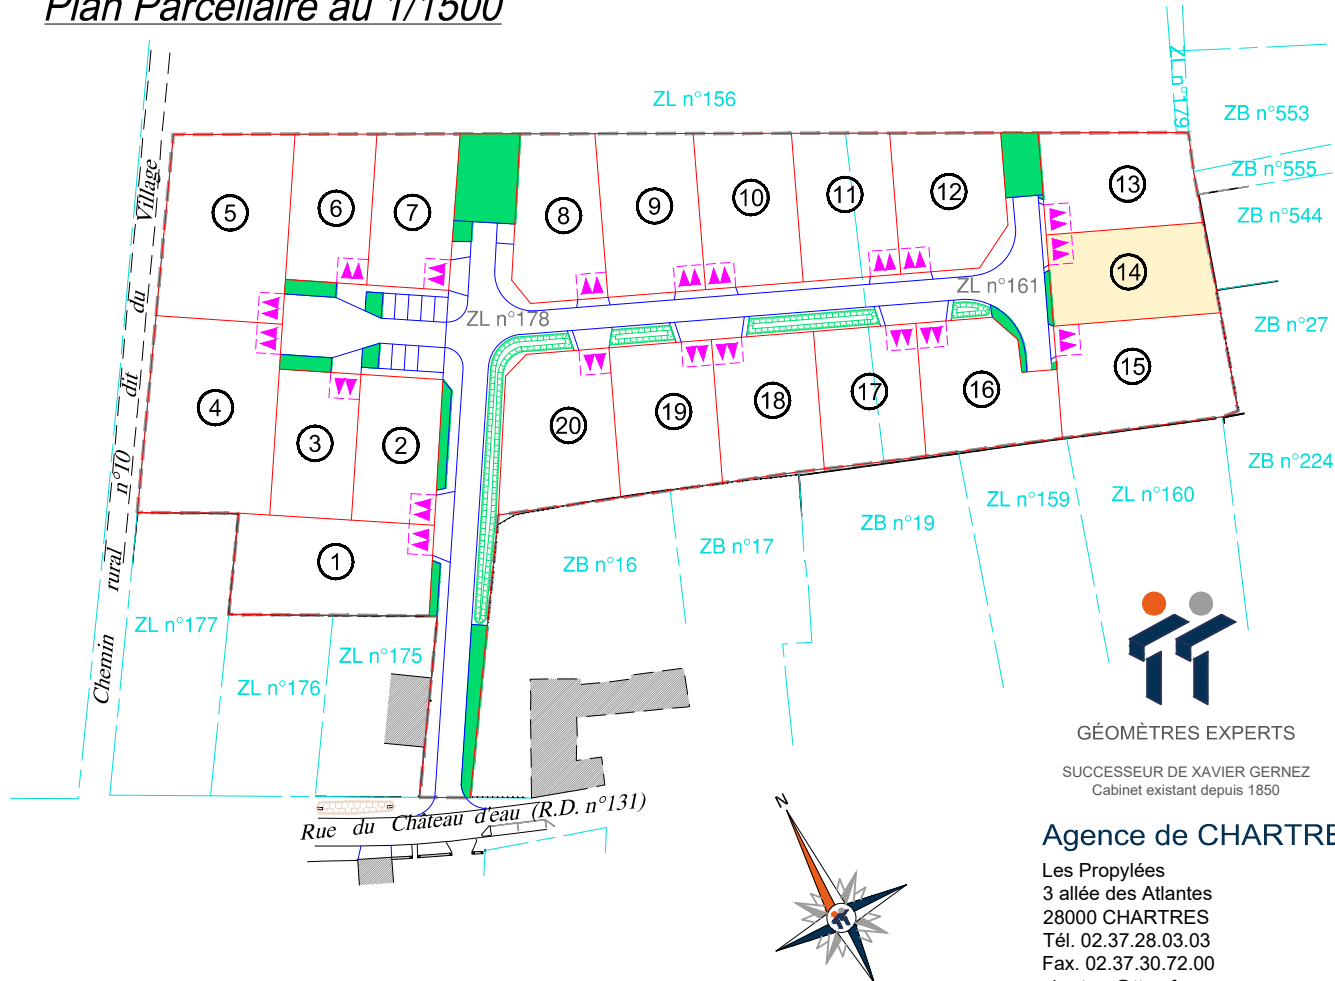 Plan Parcellaire au 1/1500
ZL n°156
ZL n°179
ZB n°553
ZB n°555
ZB n°544
ZB n°27
ZB n°224
Chemin rural n°10 dit du Village
5
6
7
8
9
10
11
12
13
14
15
16
17
18
19
20
4
3
2
1
ZL n°178
ZL n°161
ZL n°177
ZL n°176
ZL n°175
ZB n°16
ZB n°17
ZB n°19
ZL n°159
ZL n°160
Rue du Château d'eau (R.D. n°131)
N
GÉOMÈTRES EXPERTS
SUCCESSEUR DE XAVIER GERNEZ
Cabinet existant depuis 1850
Agence de CHARTRE
Les Propylées
3 allée des Atlantes
28000 CHARTRES
Tél. 02.37.28.03.03
Fax. 02.37.30.72.00